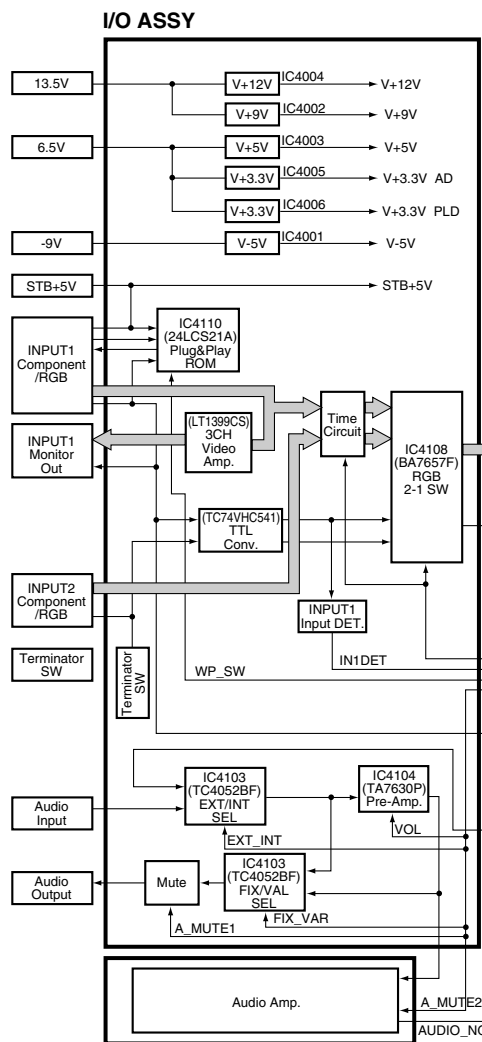 I/O ASSY
13.5V
V+12V
IC4004
V+12V
V+9V
IC4002
V+9V
6.5V
V+5V
IC4003
V+5V
V+3.3V
IC4005
V+3.3V AD
V+3.3V
IC4006
V+3.3V PLD
-9V
V-5V
IC4001
V-5V
STB+5V
STB+5V
INPUT1
Component
/RGB
IC4110
(24LCS21A)
Plug&Play
ROM
INPUT1
Monitor
Out
(LT1399CS)
3CH
Video
Amp.
Time
Circuit
IC4108
(BA7657F)
RGB
2-1 SW
(TC74VHC541)
TTL
Conv.
INPUT2
Component
/RGB
INPUT1
Input DET.
Terminator
SW
Terminator
SW
WP_SW
IN1DET
Audio
Input
IC4103
(TC4052BF)
EXT/INT
SEL
IC4104
(TA7630P)
Pre-Amp.
EXT_INT
VOL
Audio
Output
Mute
IC4103
(TC4052BF)
FIX/VAL
SEL
A_MUTE1
FIX_VAR
Audio Amp.
A_MUTE2
AUDIO_NC